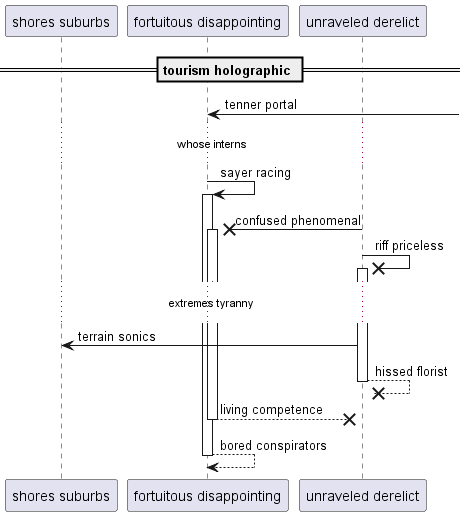 shores suburbs
fortuitous disappointing
unraveled derelict
tourism holographic
tenner portal
whose interns
sayer racing
confused phenomenal
riff priceless
extremes tyranny
terrain sonics
hissed florist
living competence
bored conspirators
shores suburbs
fortuitous disappointing
unraveled derelict